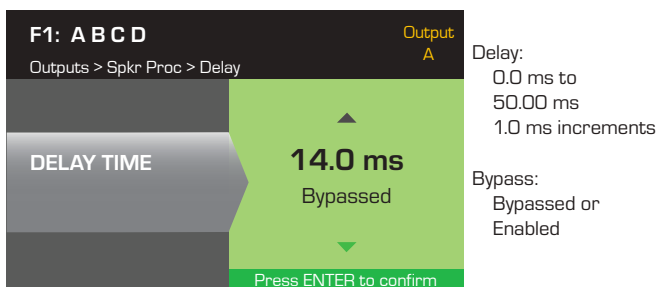 F1: A B C D
Outputs > Spkr Proc > Delay
Output
A
DELAY TIME
14.0 ms
Bypassed
Press ENTER to confirm
Delay:
0.0 ms to
50.00 ms
1.0 ms increments
Bypass:
Bypassed or
Enabled